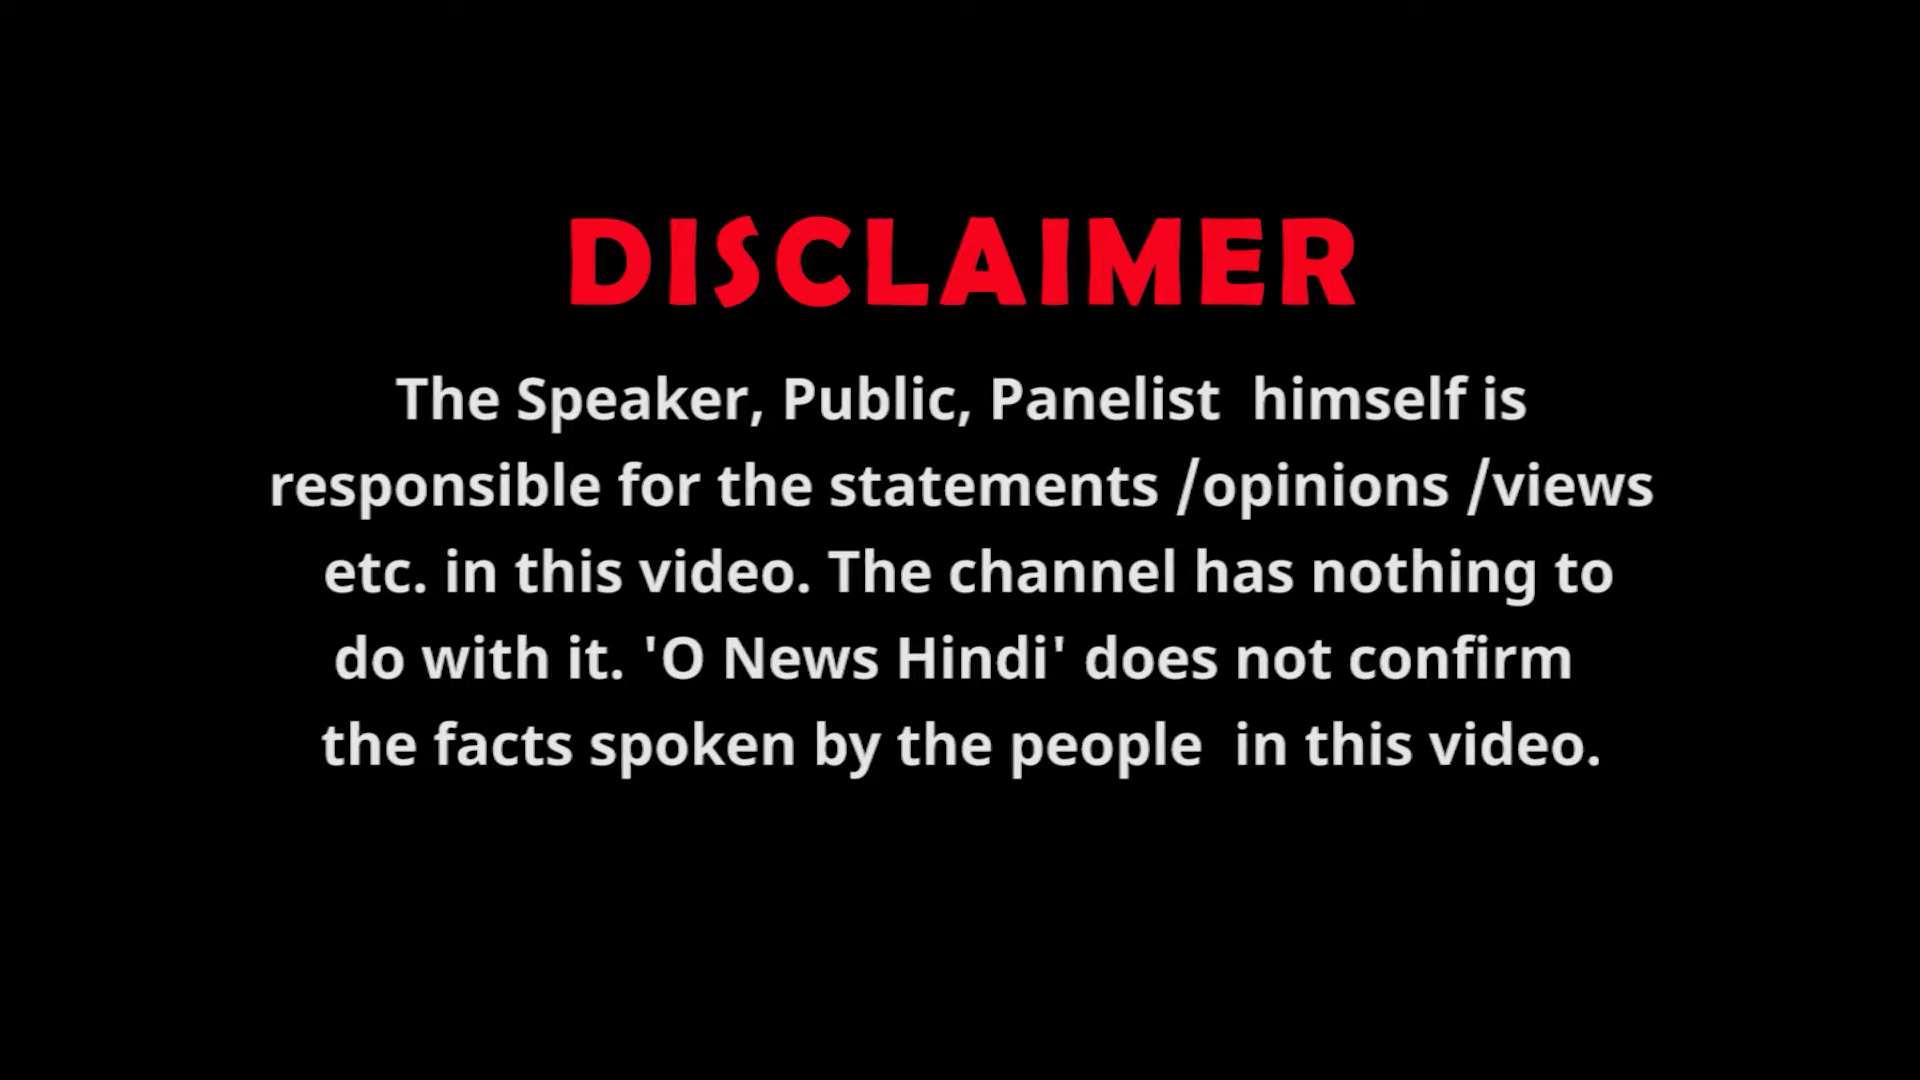 DISCLAIMER
The Speaker, Public, Panelist  himself is
responsible for the statements /opinions /views
etc. in this video. The channel has nothing to
do with it. 'O News Hindi' does not confirm
the facts spoken by the people  in this video.